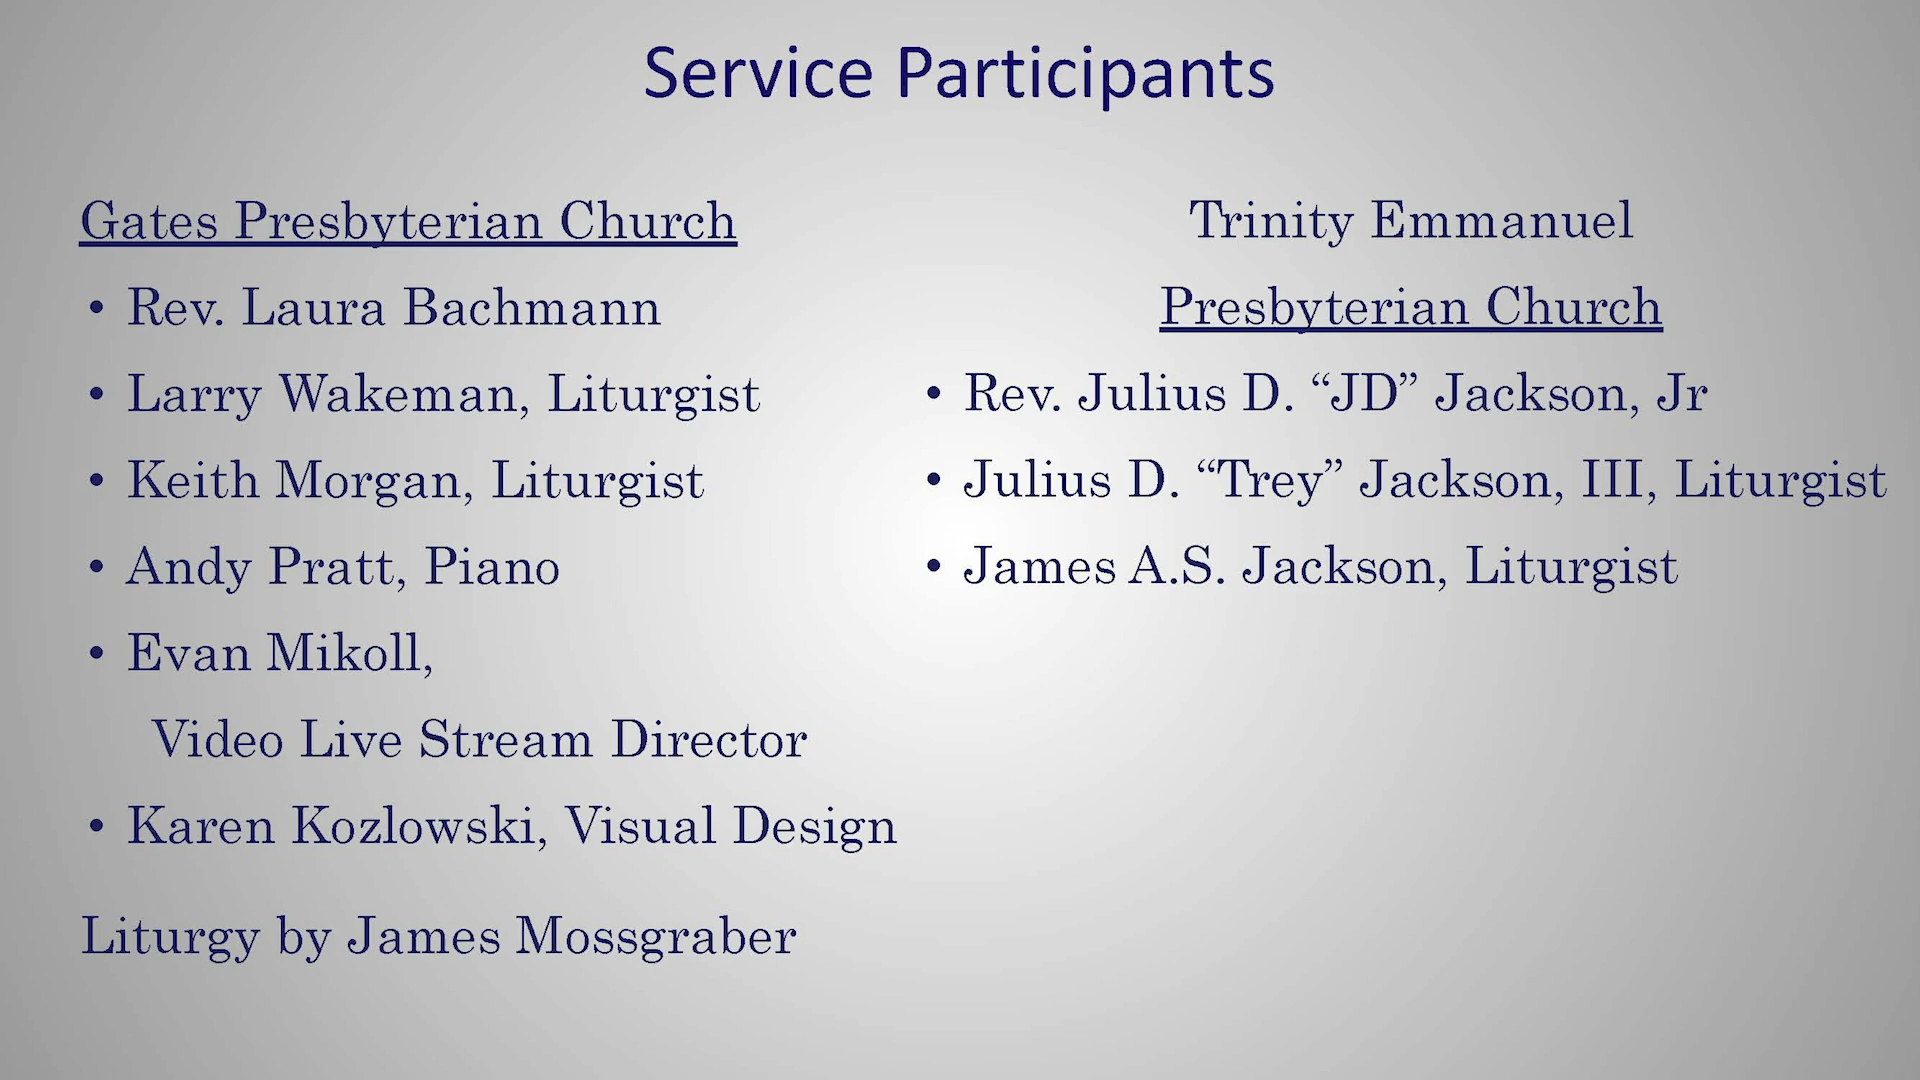 Service Participants
Gates Presbyterian Church
• Rev. Laura Bachmann
• Larry Wakeman, Liturgist
• Keith Morgan, Liturgist
• Andy Pratt, Piano
• Evan Mikoll,
Video Live Stream Director
• Karen Kozlowski, Visual Design
Liturgy by James Mossgraber
Trinity Emmanuel
Presbyterian Church
• Rev. Julius D. “JD” Jackson, Jr
• Julius D. “Trey” Jackson, III, Liturgist
• James A.S. Jackson, Liturgist